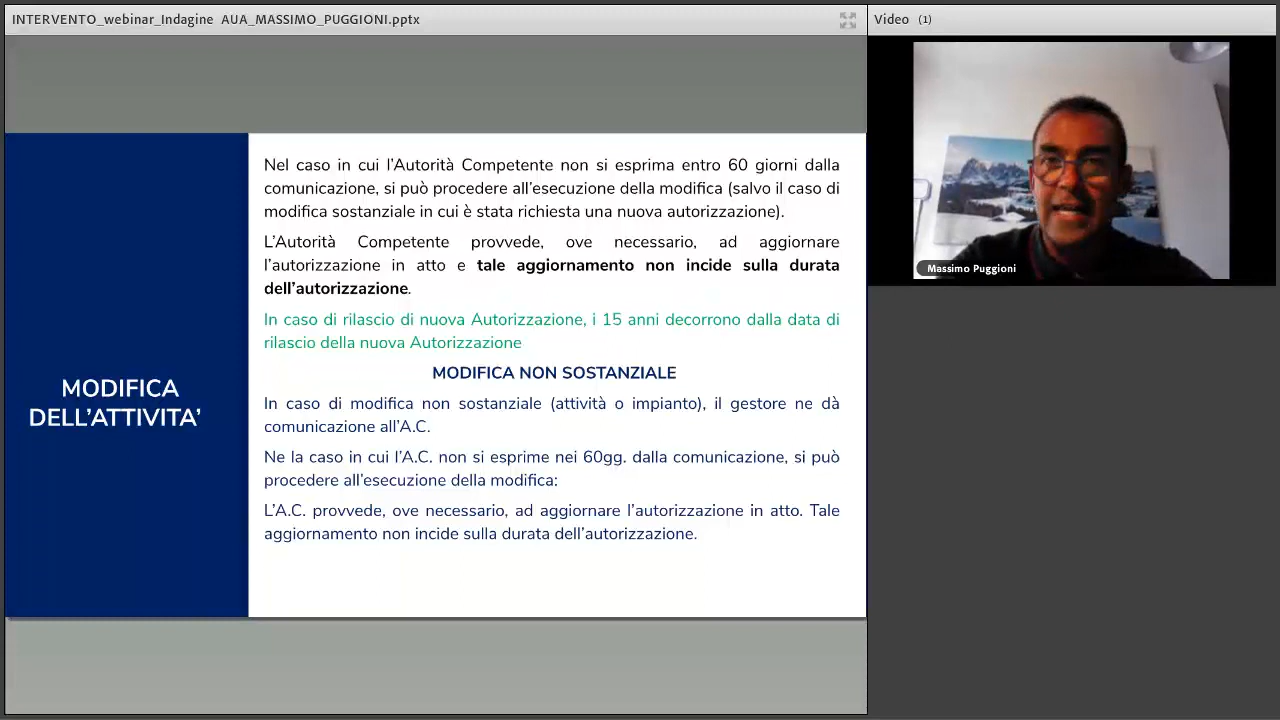 INTERVENTO_webinar_Indagine AUA_MASSIMO_PUGGIONI.pptx
Video (1)
Massimo Puggioni
MODIFICA
DELL’ATTIVITA’
Nel caso in cui l’Autorità Competente non si esprima entro 60 giorni dalla
comunicazione, si può procedere all’esecuzione della modifica (salvo il caso di
modifica sostanziale in cui è stata richiesta una nuova autorizzazione).
L’Autorità Competente provvede, ove necessario, ad aggiornare
l’autorizzazione in atto e tale aggiornamento non incide sulla durata
dell’autorizzazione.
In caso di rilascio di nuova Autorizzazione, i 15 anni decorrono dalla data di
rilascio della nuova Autorizzazione
MODIFICA NON SOSTANZIALE
In caso di modifica non sostanziale (attività o impianto), il gestore ne dà
comunicazione all’A.C.
Ne la caso in cui l’A.C. non si esprime nei 60gg. dalla comunicazione, si può
procedere all’esecuzione della modifica:
L’A.C. provvede, ove necessario, ad aggiornare l’autorizzazione in atto. Tale
aggiornamento non incide sulla durata dell’autorizzazione.